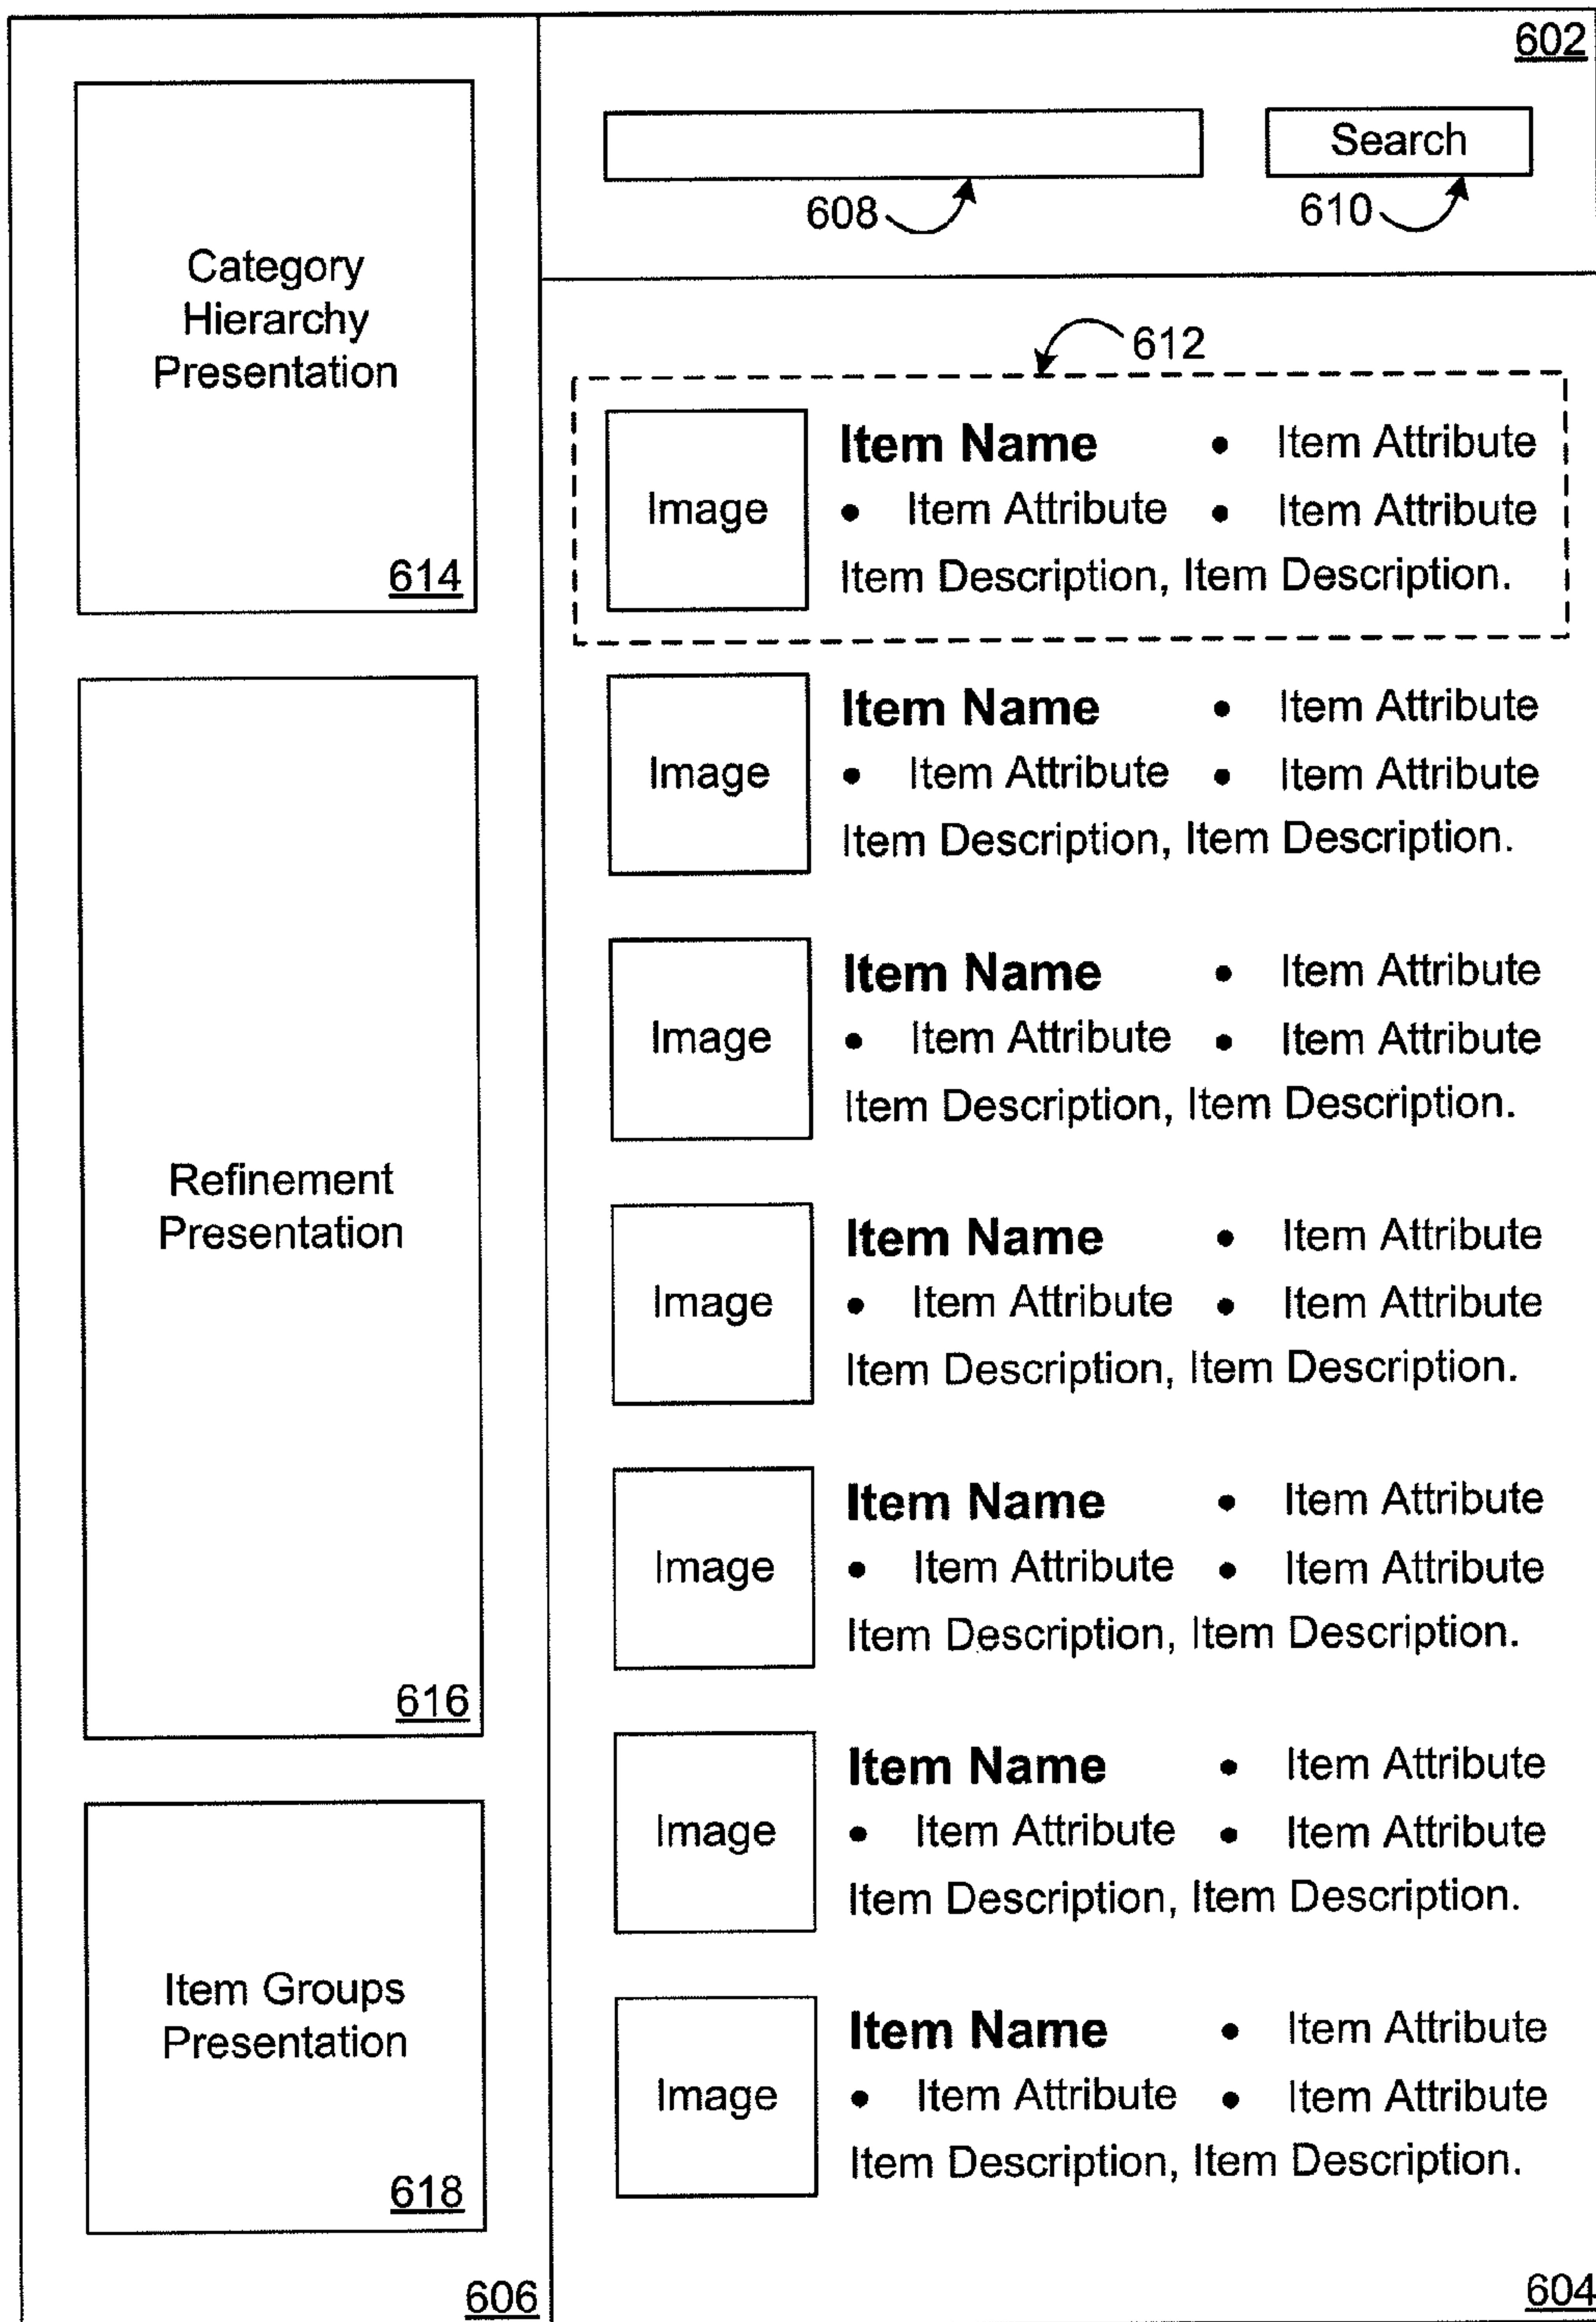 Category
Hierarchy
Presentation
614
Refinement
Presentation
616
Item Groups
Presentation
618
606
602
Search
608
610
612
Image
Item Name • Item Attribute
• Item Attribute • Item Attribute
Item Description, Item Description.
Image
Item Name • Item Attribute
• Item Attribute • Item Attribute
Item Description, Item Description.
Image
Item Name • Item Attribute
• Item Attribute • Item Attribute
Item Description, Item Description.
Image
Item Name • Item Attribute
• Item Attribute • Item Attribute
Item Description, Item Description.
Image
Item Name • Item Attribute
• Item Attribute • Item Attribute
Item Description, Item Description.
Image
Item Name • Item Attribute
• Item Attribute • Item Attribute
Item Description, Item Description.
Image
Item Name • Item Attribute
• Item Attribute • Item Attribute
Item Description, Item Description.
604